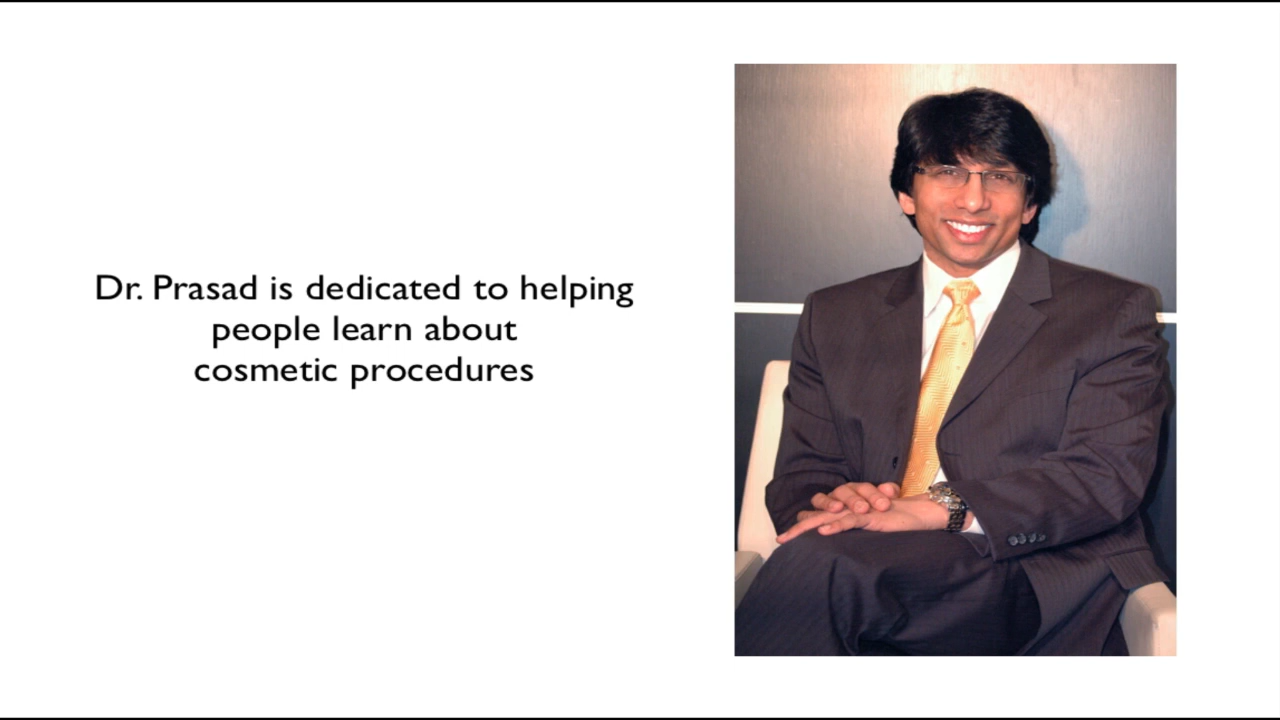 Dr. Prasad is dedicated to helping
people learn about
cosmetic procedures